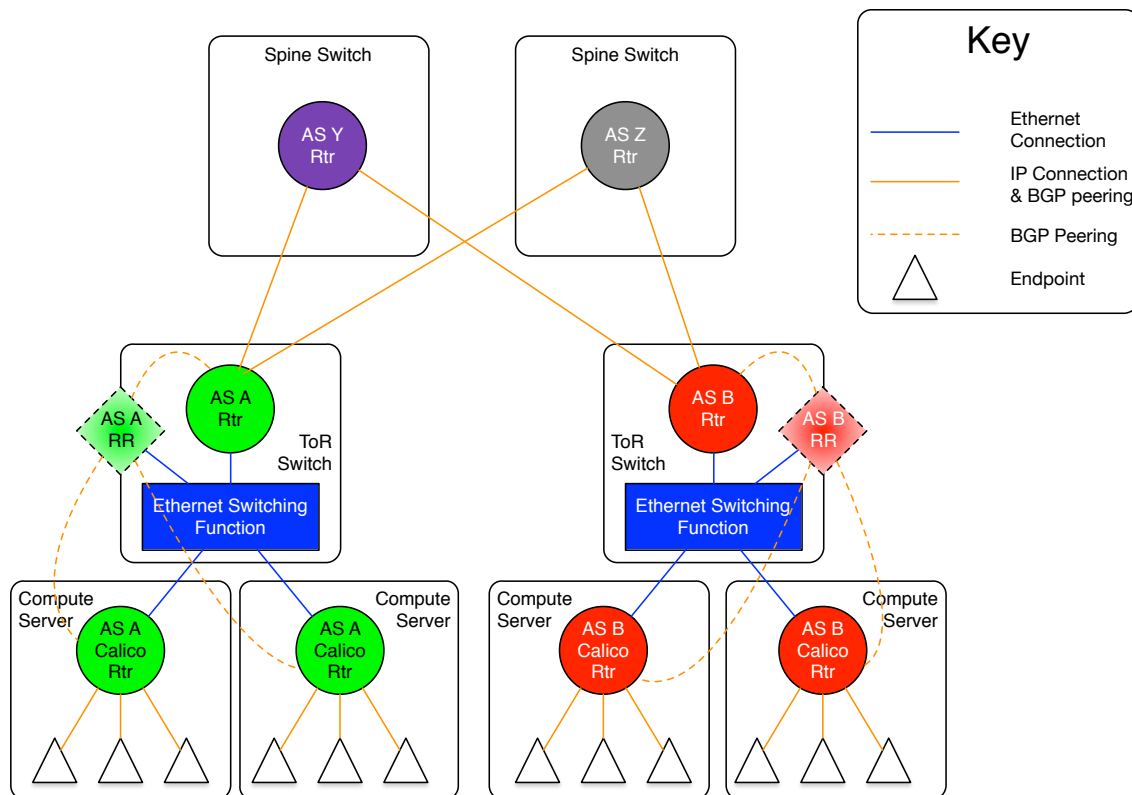 Spine Switch
Spine Switch
AS Y
Rtr
AS Z
Rtr
Key
Ethernet
Connection
IP Connection
& BGP peering
BGP Peering
Endpoint
AS A
RR
AS A
Rtr
ToR
Switch
Ethernet Switching
Function
AS B
Rtr
AS B
RR
ToR
Switch
Ethernet Switching
Function
Compute
Server
AS A
Calico
Rtr
AS A
Calico
Rtr
Compute
Server
Compute
Server
AS B
Calico
Rtr
AS B
Calico
Rtr
Compute
Server